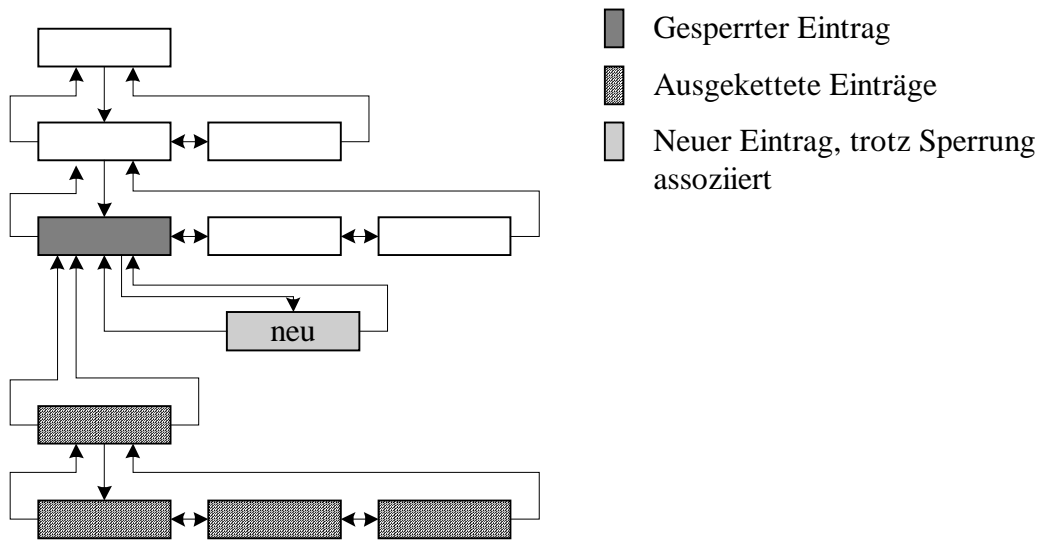 Gesperrter Eintrag
Ausgekettete Einträge
Neuer Eintrag, trotz Sperrung
assoziiert
neu